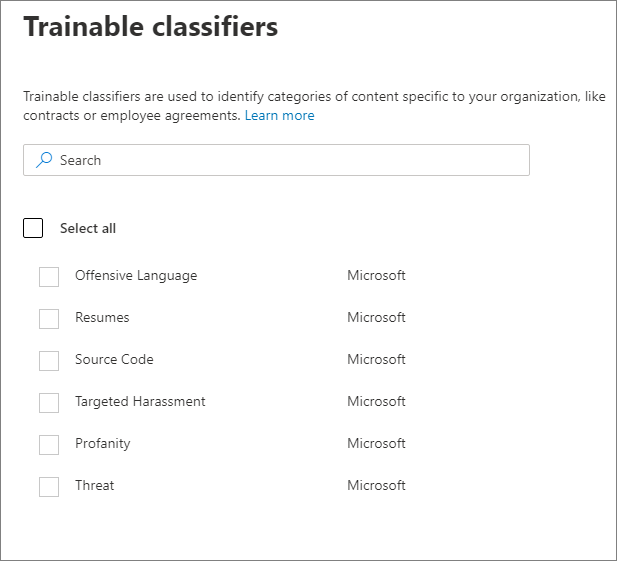 Trainable classifiers
Trainable classifiers are used to identify categories of content specific to your organization, like
contracts or employee agreements. Learn more
Search
Select all
Offensive Language Microsoft
Resumes Microsoft
Source Code Microsoft
Targeted Harassment Microsoft
Profanity Microsoft
Threat Microsoft